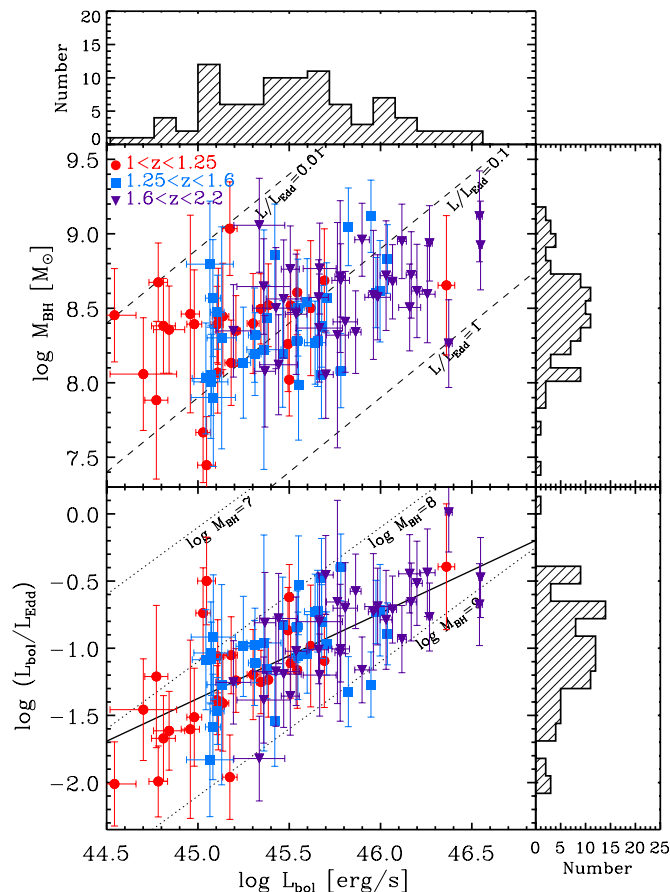 20
15
10
5
0
Number
9.5
9.0
8.5
8.0
7.5
log M_BH [M_⊙]
1<z<1.25
1.25<z<1.6
1.6<z<2.2
L/L_Edd=0.01
L/L_Edd=0.1
L/L_Edd=1
0.0
−0.5
−1.0
−1.5
−2.0
log (L_bol/L_Edd)
log M_BH=7
log M_BH=8
log M_BH=9
44.5 45.0 45.5 46.0 46.5
log L_bol [erg/s]
0 5 10 15 20 25
Number